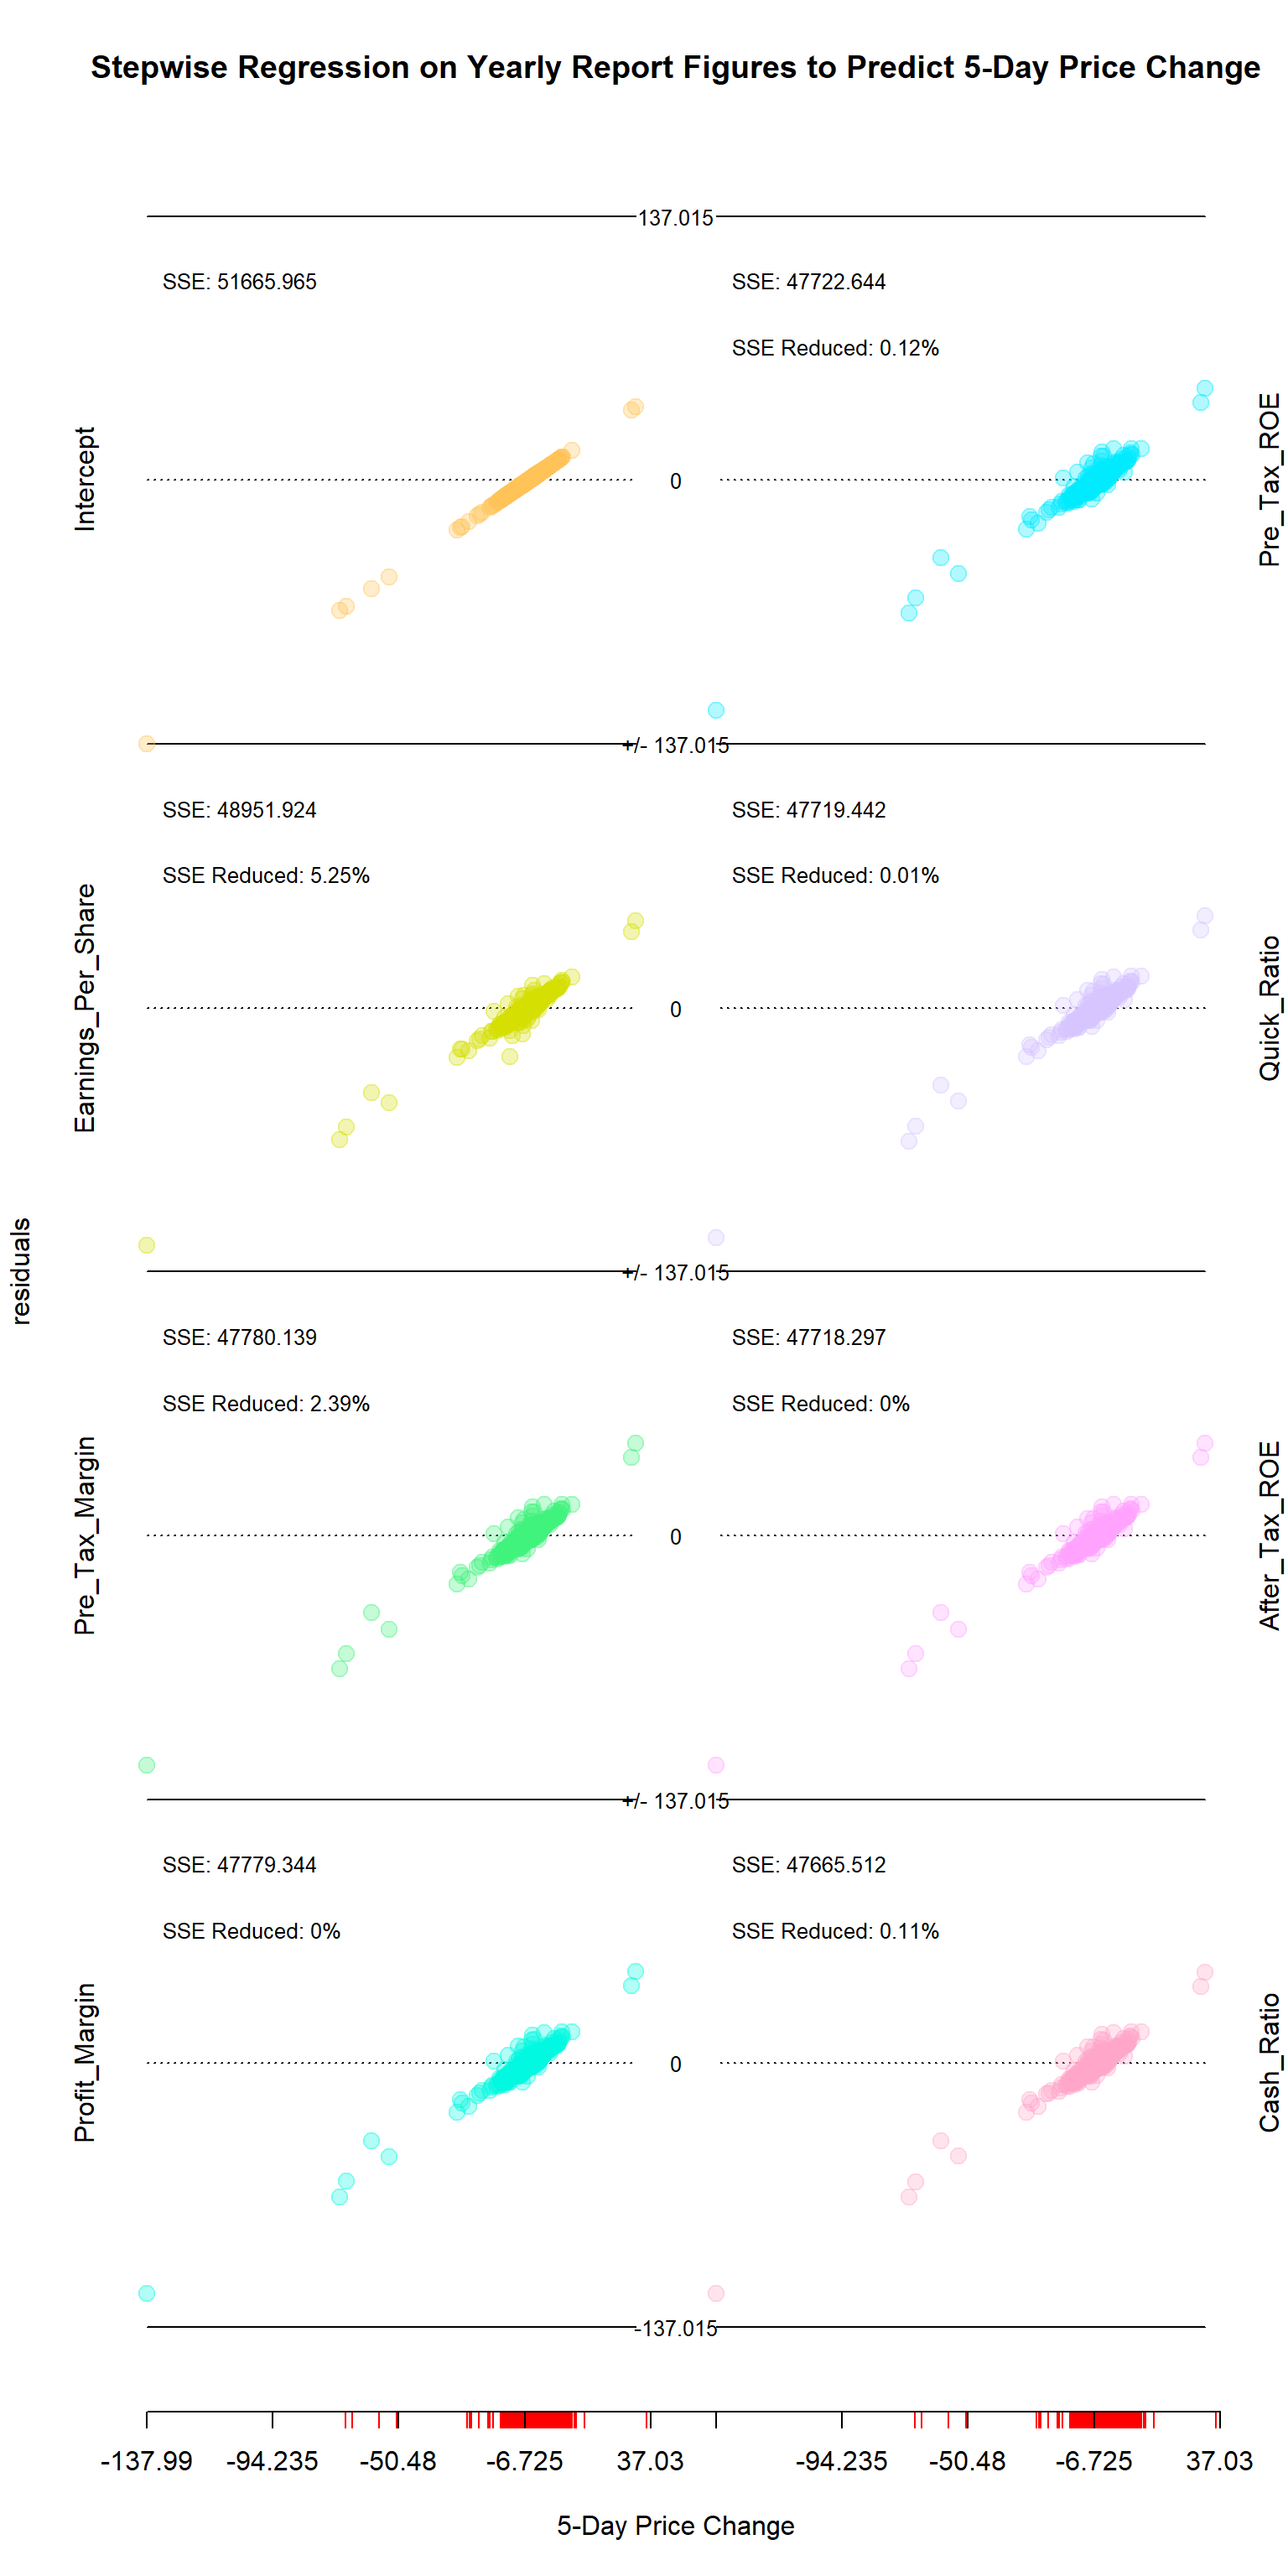 Stepwise Regression on Yearly Report Figures to Predict 5-Day Price Change
137.015
SSE: 51665.965
SSE: 47722.644
SSE Reduced: 0.12%
Intercept
0
Pre_Tax_ROE
+/- 137.015
SSE: 48951.924
SSE: 47719.442
SSE Reduced: 5.25%
SSE Reduced: 0.01%
Earnings_Per_Share
0
Quick_Ratio
residuals
+/- 137.015
SSE: 47780.139
SSE: 47718.297
SSE Reduced: 2.39%
SSE Reduced: 0%
Pre_Tax_Margin
0
After_Tax_ROE
+/- 137.015
SSE: 47779.344
SSE: 47665.512
SSE Reduced: 0%
SSE Reduced: 0.11%
Profit_Margin
0
Cash_Ratio
-137.015
-137.99 -94.235 -50.48 -6.725 37.03 -94.235 -50.48 -6.725 37.03
5-Day Price Change